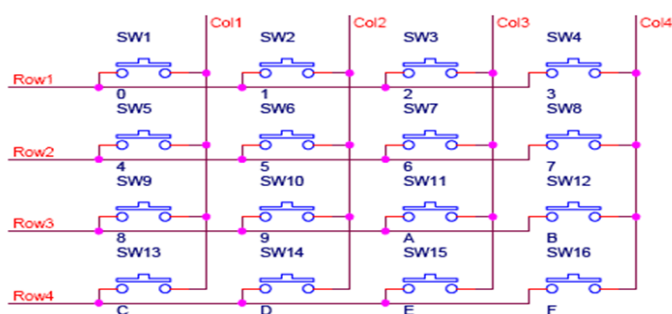 Col1 Col2 Col3 Col4
SW1 SW2 SW3 SW4
Row1
0 1 2 3
SW5 SW6 SW7 SW8
Row2
4 5 6 7
SW9 SW10 SW11 SW12
Row3
8 9 A B
SW13 SW14 SW15 SW16
Row4
C D E F